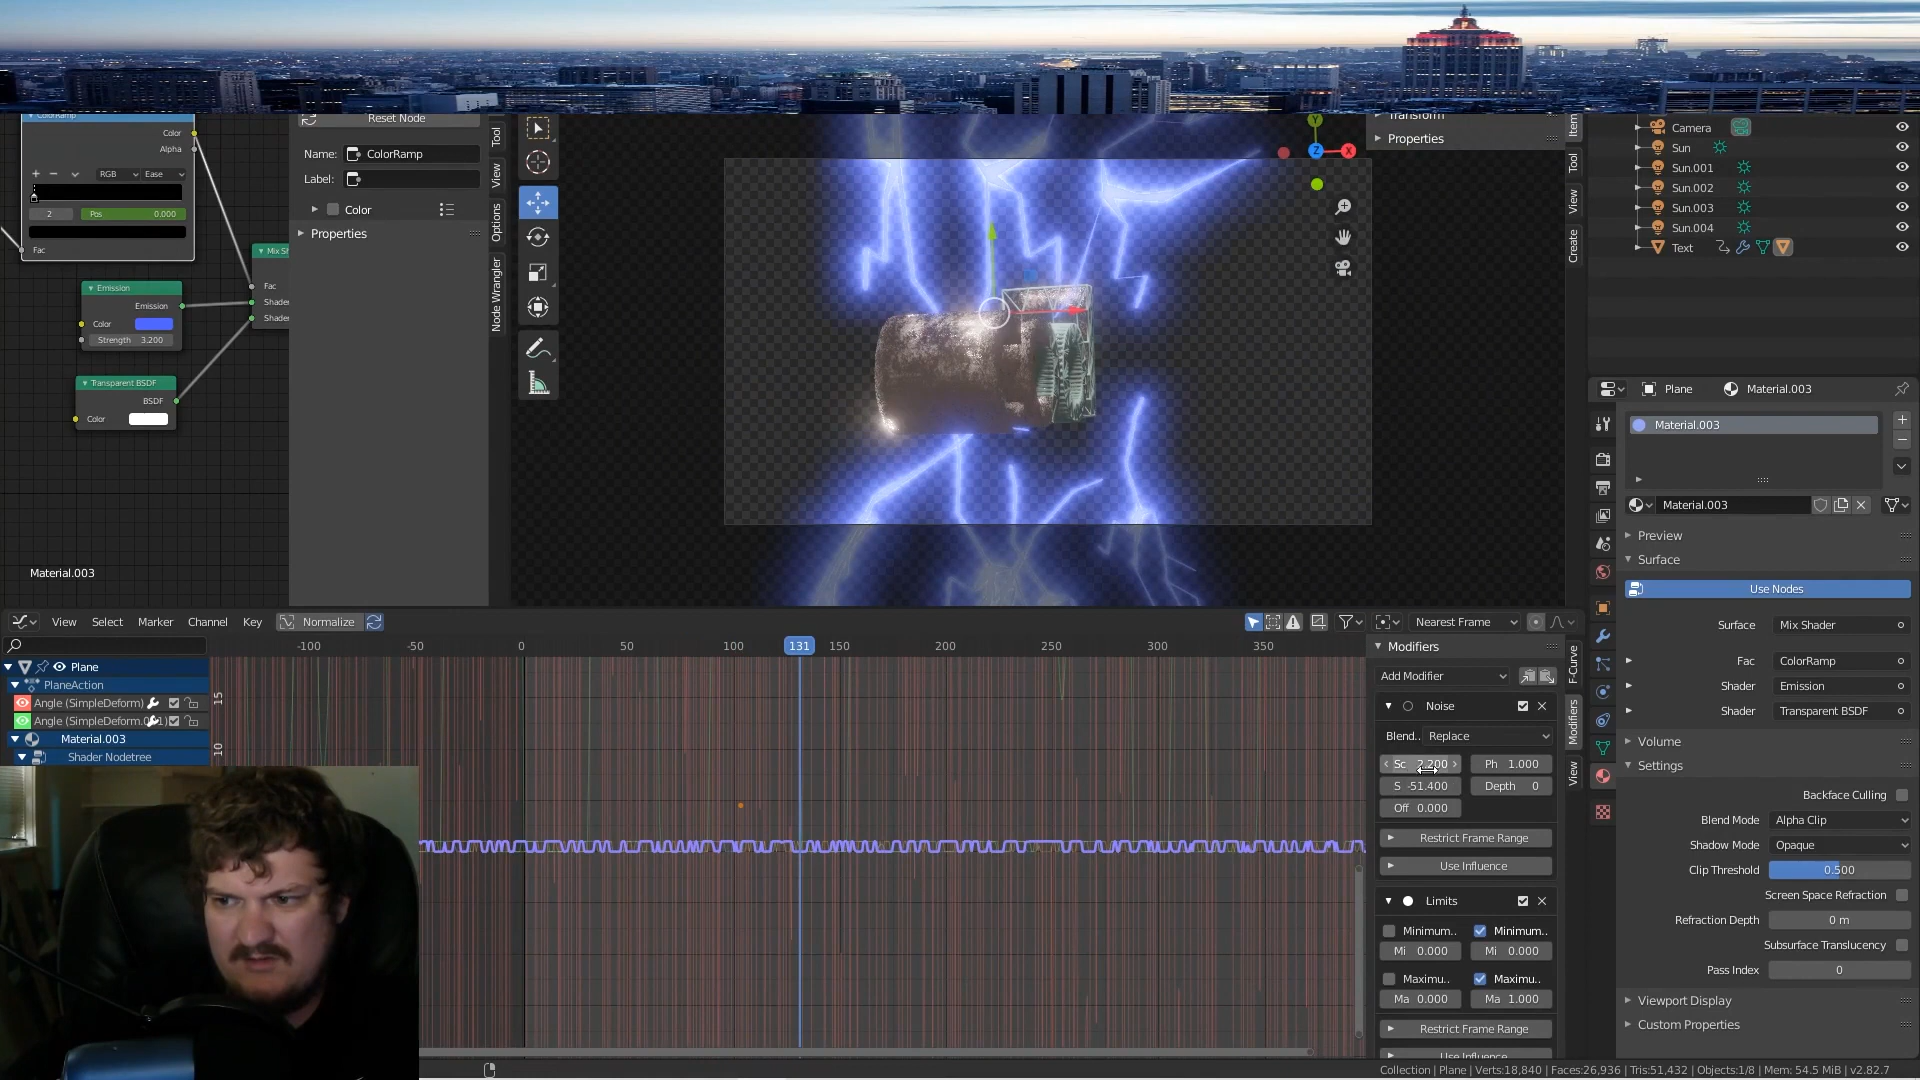 ColorRamp
Color
Alpha
RGB
Ease
2
Pos 0.000
Fac
Mix Sh
Fac
Shader
Shader
Emission
Emission
Color
Strength 3.200
Transparent BSDF
BSDF
Color
Material.003
Reset Node
Name: ColorRamp
Label:
Color
Properties
Tool
View
Options
Node Wrangler
Y
Z
X
Transform
Properties
Item
Tool
View
Create
Camera
Sun
Sun.001
Sun.002
Sun.003
Sun.004
Text
Plane
Material.003
Material.003
Material.003
Preview
Surface
Use Nodes
Surface Mix Shader
Fac ColorRamp
Shader Emission
Shader Transparent BSDF
Volume
Settings
Backface Culling
Blend Mode Alpha Clip
Shadow Mode Opaque
Clip Threshold 0.500
Screen Space Refraction
Refraction Depth 0 m
Subsurface Translucency
Pass Index 0
Viewport Display
Custom Properties
View Select Marker Channel Key Normalize
Nearest Frame
-100 -50 0 50 100 131 150 200 250 300 350
15
10
Plane
PlaneAction
Angle (SimpleDeform)
Material.003
Shader Nodetree
Modifiers
Add Modifier
Noise
Blend.. Replace
Sc 2.200 Ph 1.000
S -51.400 Depth 0
Off 0.000
Restrict Frame Range
Use Influence
Limits
Minimum.. Minimum..
Mi 0.000 Mi 0.000
Maximu.. Maximu..
Ma 0.000 Ma 1.000
Restrict Frame Range
Use Influence
F-Curve
Modifiers
View
Collection | Plane | Verts:18,840 | Faces:26,936 | Tris:51,432 | Objects:1/8 | Mem: 54.5 MiB | v2.82.7